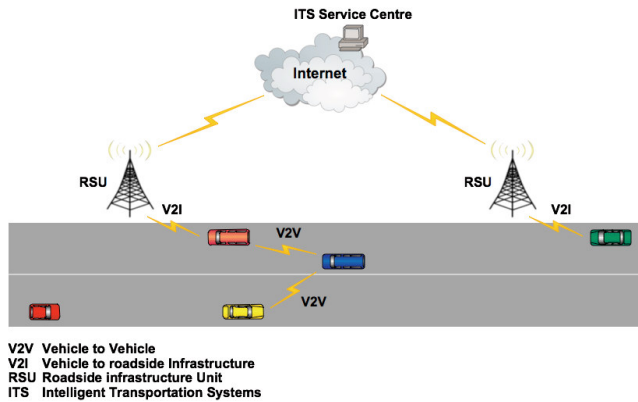 ITS Service Centre
Internet
RSU
V2I
RSU
V2I
V2V
V2V
V2V Vehicle to Vehicle
V2I Vehicle to roadside Infrastructure
RSU Roadside infrastructure Unit
ITS Intelligent Transportation Systems